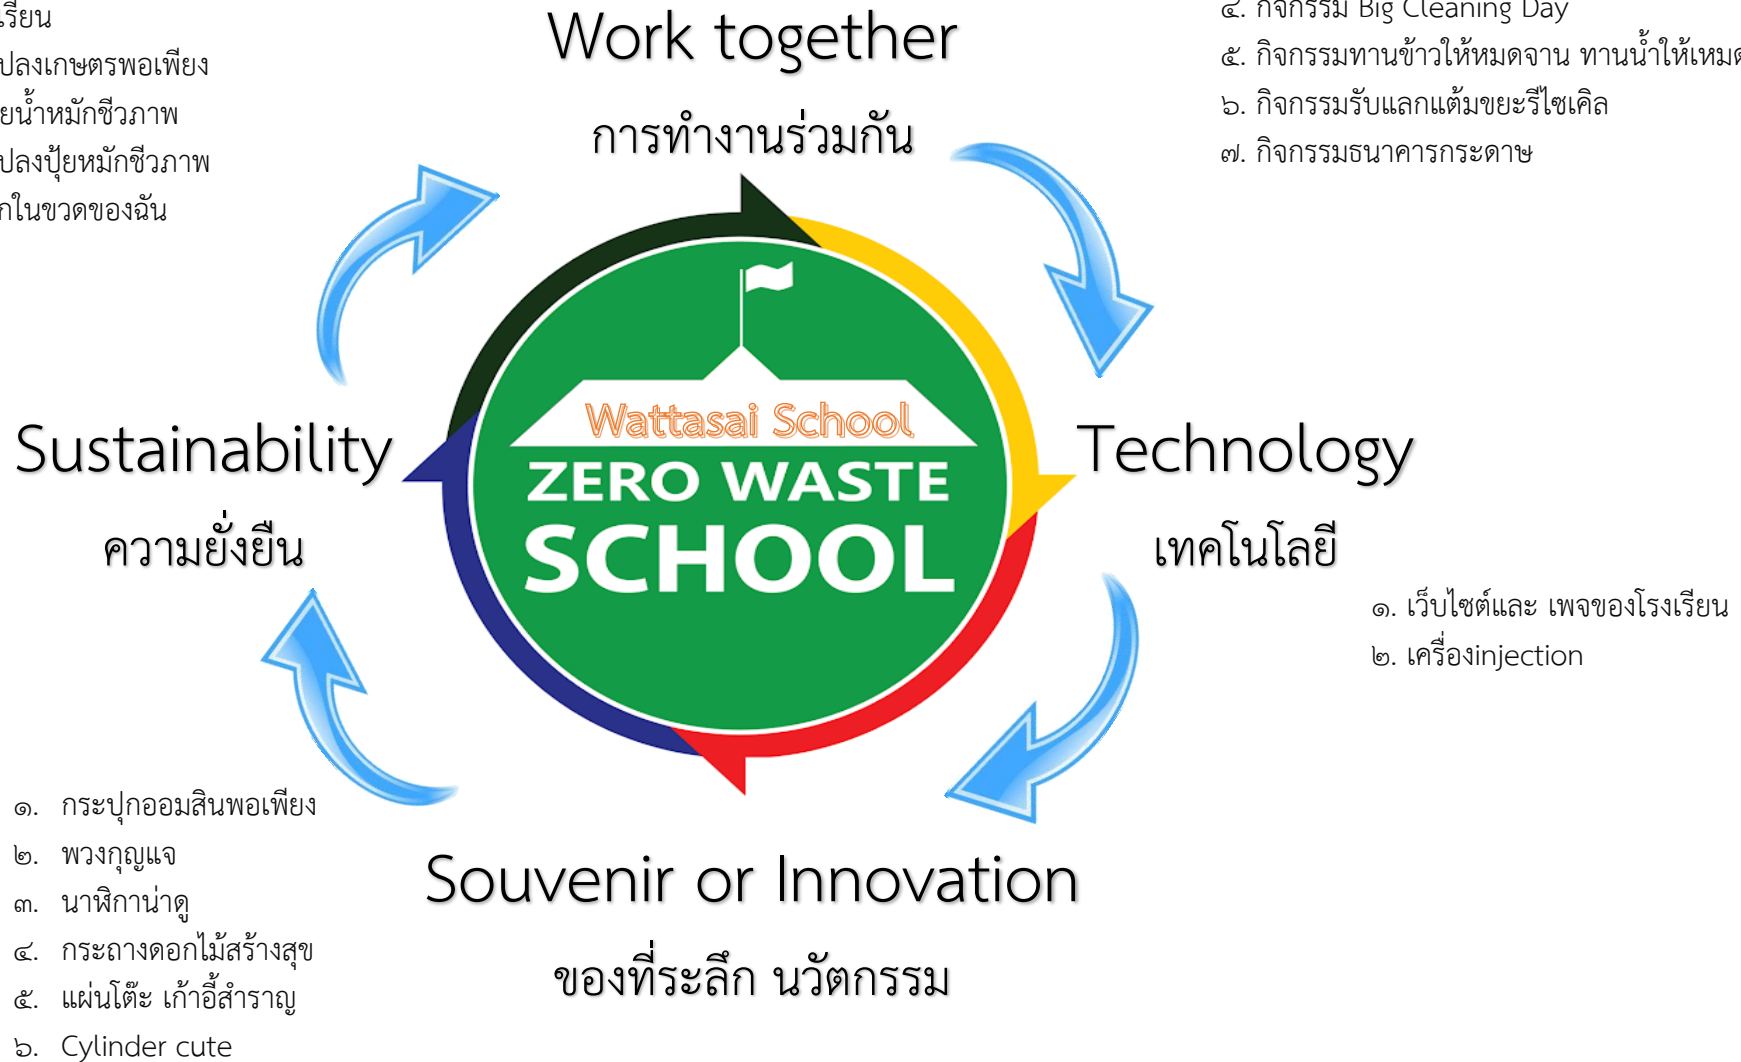 เรียน
ปลงเกษตรพอเพียง
ยน้ำหมักชีวภาพ
ปลงปุ้ยหมักชีวภาพ
กในขวดของฉัน
Work together
การทำงานร่วมกัน
๔. กิจกรรม Big Cleaning Day
๕. กิจกรรมทานข้าวให้หมดจาน ทานน้ำให้เหมด
๖. กิจกรรมรับแลกแต้มขยะรีไซเคิล
๗. กิจกรรมธนาคารกระดาษ
Sustainability
ความยั่งยืน
Wattasai School
ZERO WASTE
SCHOOL
Technology
เทคโนโลยี
๑. เว็บไซต์และ เพจของโรงเรียน
๒. เครื่องinjection
๑. กระปุกออมสินพอเพียง
๒. พวงกุญแจ
๓. นาฬิกาน่าดู
๔. กระถางดอกไม้สร้างสุข
๕. แผ่นโต๊ะ เก้าอี้สำราญ
๖. Cylinder cute
Souvenir or Innovation
ของที่ระลึก นวัตกรรม